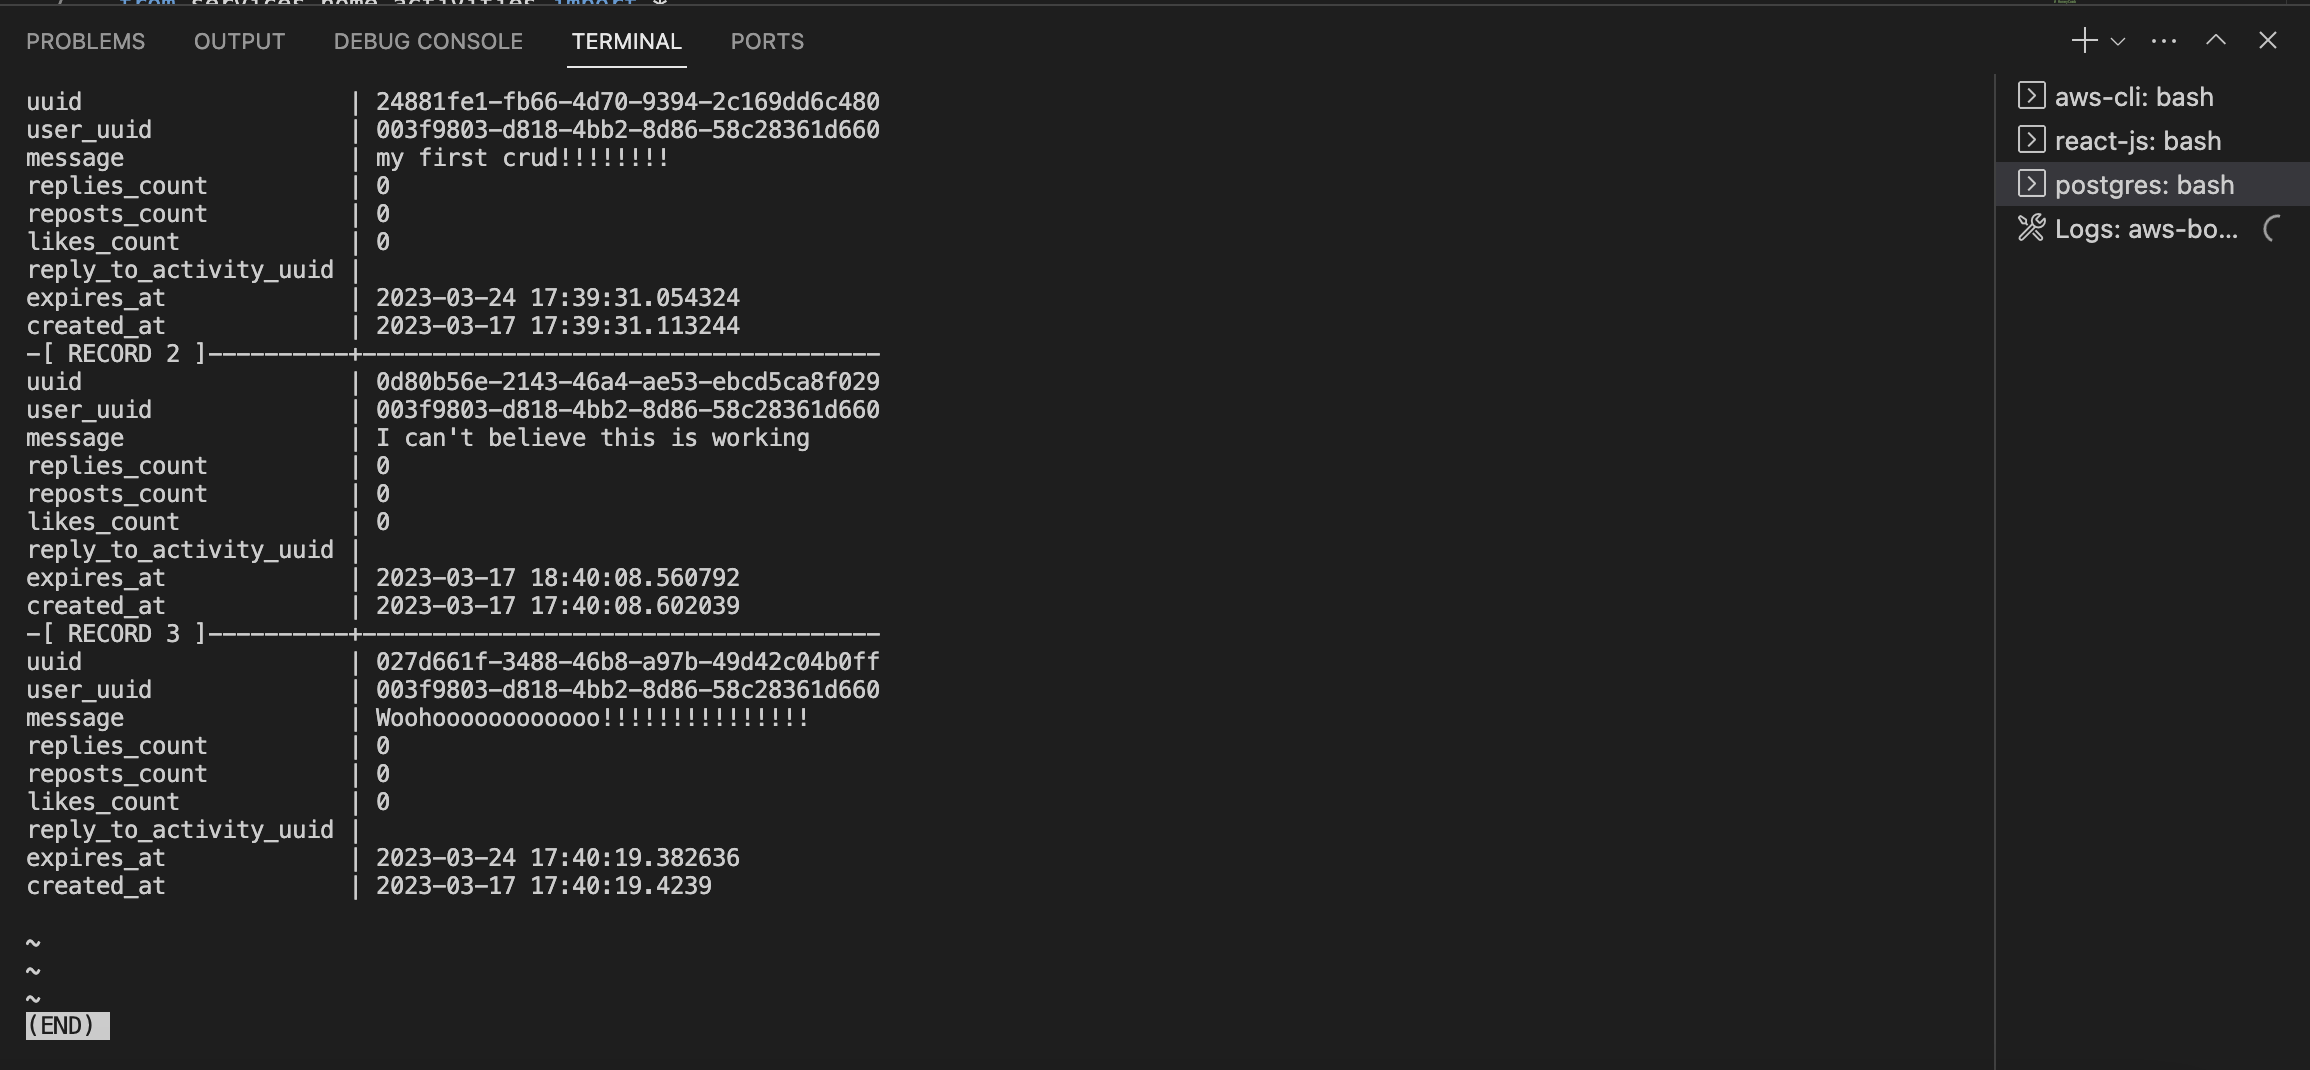 from services.home_activities import *
PROBLEMS OUTPUT DEBUG CONSOLE TERMINAL PORTS
uuid | 24881fe1-fb66-4d70-9394-2c169dd6c480
user_uuid | 003f9803-d818-4bb2-8d86-58c28361d660
message | my first crud!!!!!!!!
replies_count | 0
reposts_count | 0
likes_count | 0
reply_to_activity_uuid |
expires_at | 2023-03-24 17:39:31.054324
created_at | 2023-03-17 17:39:31.113244
-[ RECORD 2 ]----------+-------------------------------------
uuid | 0d80b56e-2143-46a4-ae53-ebcd5ca8f029
user_uuid | 003f9803-d818-4bb2-8d86-58c28361d660
message | I can't believe this is working
replies_count | 0
reposts_count | 0
likes_count | 0
reply_to_activity_uuid |
expires_at | 2023-03-17 18:40:08.560792
created_at | 2023-03-17 17:40:08.602039
-[ RECORD 3 ]----------+-------------------------------------
uuid | 027d661f-3488-46b8-a97b-49d42c04b0ff
user_uuid | 003f9803-d818-4bb2-8d86-58c28361d660
message | Woohoooooooooooo!!!!!!!!!!!!!!!
replies_count | 0
reposts_count | 0
likes_count | 0
reply_to_activity_uuid |
expires_at | 2023-03-24 17:40:19.382636
created_at | 2023-03-17 17:40:19.4239
~
~
~
(END)
aws-cli: bash
react-js: bash
postgres: bash
Logs: aws-bo...